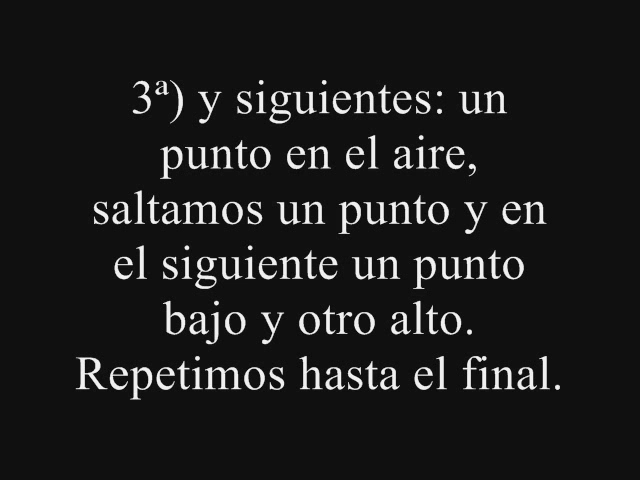 3ª) y siguientes: un
punto en el aire,
saltamos un punto y en
el siguiente un punto
bajo y otro alto.
Repetimos hasta el final.